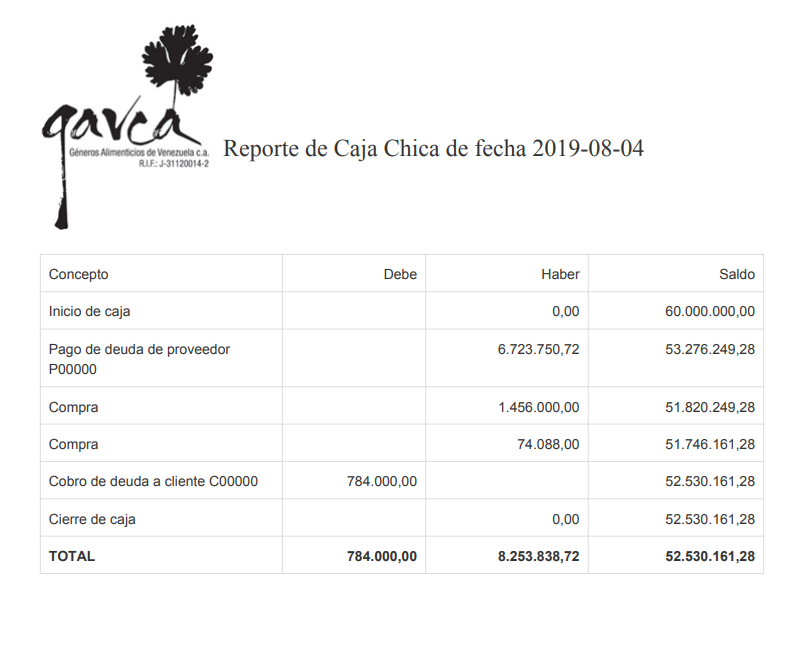 gavca
Géneros Alimenticios de Venezuela c.a.
R.I.F.: J-31120014-2
Reporte de Caja Chica de fecha 2019-08-04
Concepto Debe Haber Saldo
Inicio de caja 0,00 60.000.000,00
Pago de deuda de proveedor 6.723.750,72 53.276.249,28
P00000
Compra 1.456.000,00 51.820.249,28
Compra 74.088,00 51.746.161,28
Cobro de deuda a cliente C00000 784.000,00 52.530.161,28
Cierre de caja 0,00 52.530.161,28
TOTAL 784.000,00 8.253.838,72 52.530.161,28